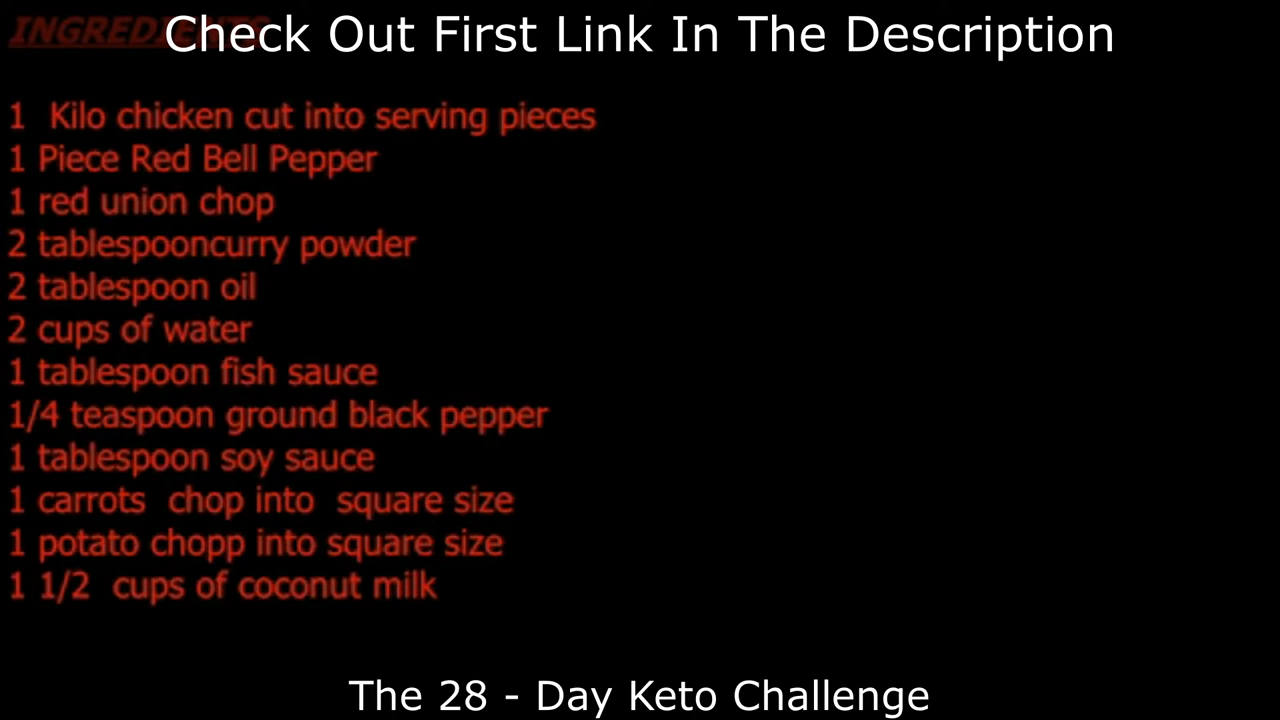 Check Out First Link In The Description
INGREDIENTS
1 Kilo chicken cut into serving pieces
1 Piece Red Bell Pepper
1 red union chop
2 tablespooncurry powder
2 tablespoon oil
2 cups of water
1 tablespoon fish sauce
1/4 teaspoon ground black pepper
1 tablespoon soy sauce
1 carrots chop into square size
1 potato chopp into square size
1 1/2 cups of coconut milk
The 28 - Day Keto Challenge